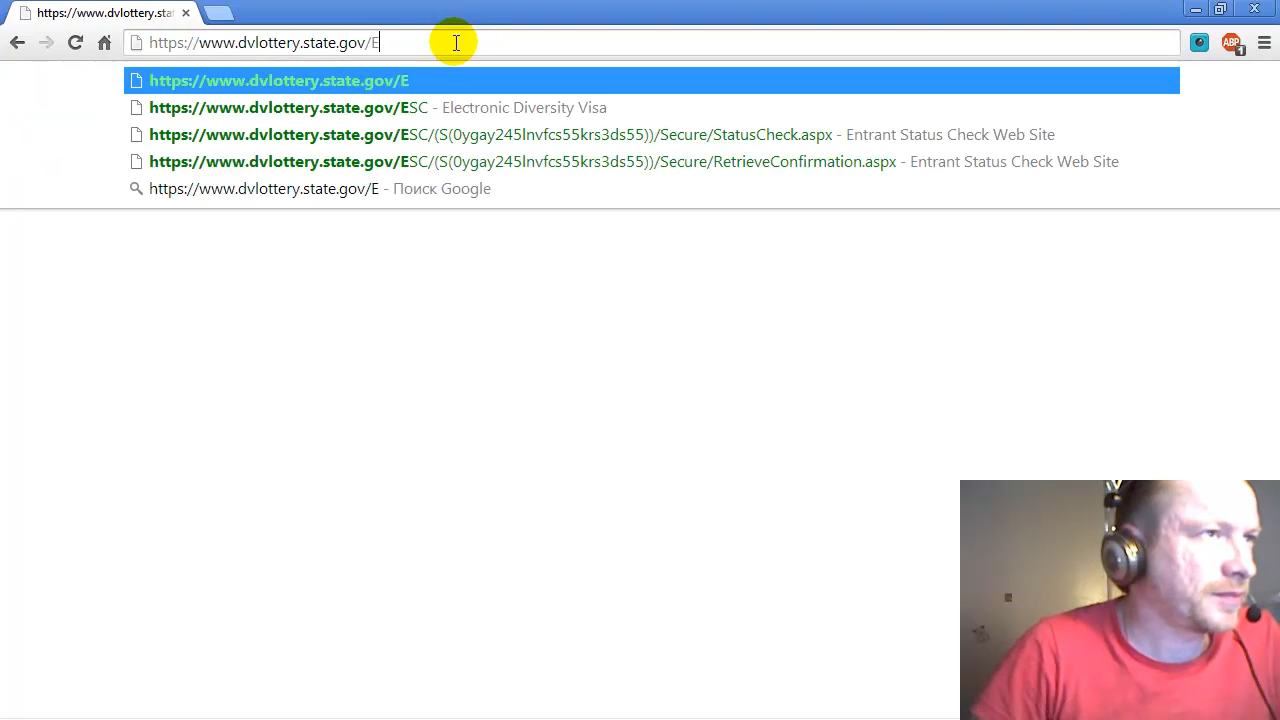 https://www.dvlottery.sta
https://www.dvlottery.state.gov/E
ABP
1
https://www.dvlottery.state.gov/E
https://www.dvlottery.state.gov/ESC - Electronic Diversity Visa
https://www.dvlottery.state.gov/ESC/(S(0ygay245lnvfcs55krs3ds55))/Secure/StatusCheck.aspx - Entrant Status Check Web Site
https://www.dvlottery.state.gov/ESC/(S(0ygay245lnvfcs55krs3ds55))/Secure/RetrieveConfirmation.aspx - Entrant Status Check Web Site
https://www.dvlottery.state.gov/E - Поиск Google